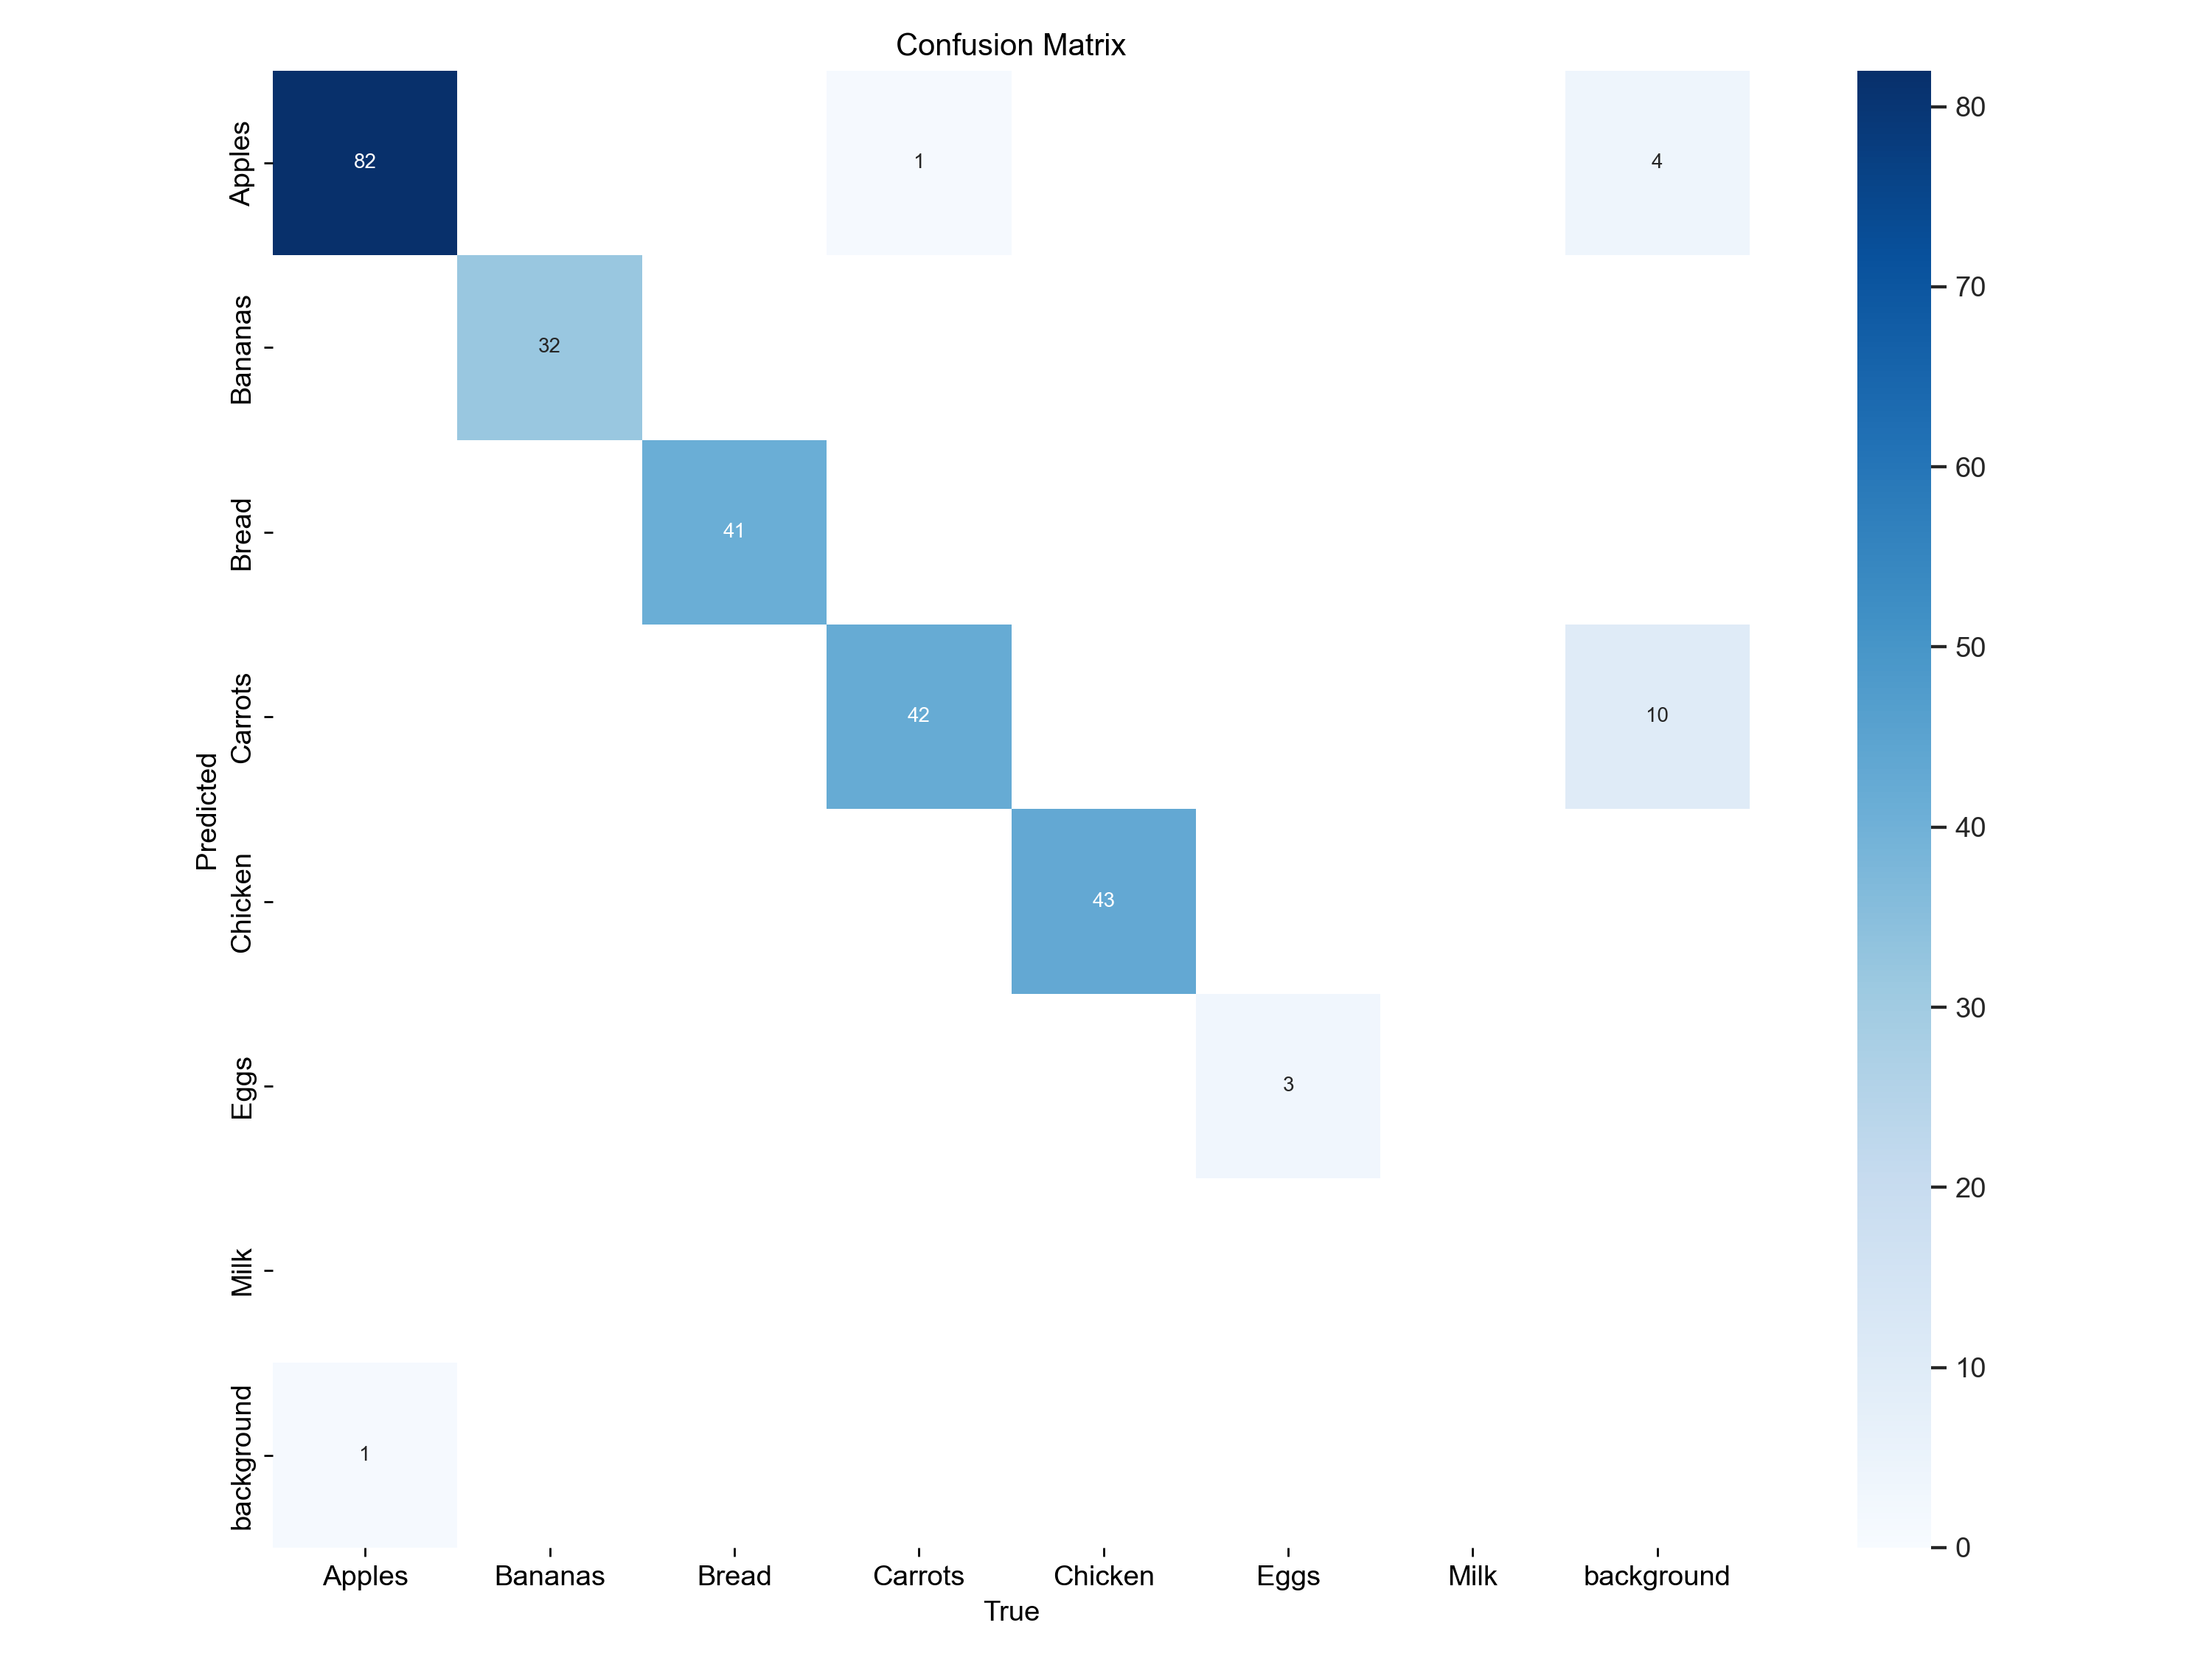 Confusion Matrix
Predicted
Apples
82
1
4
Bananas
32
Bread
41
Carrots
42
10
Chicken
43
Eggs
3
Milk
background
1
Apples
Bananas
Bread
Carrots
Chicken
Eggs
Milk
background
True
80
70
60
50
40
30
20
10
0